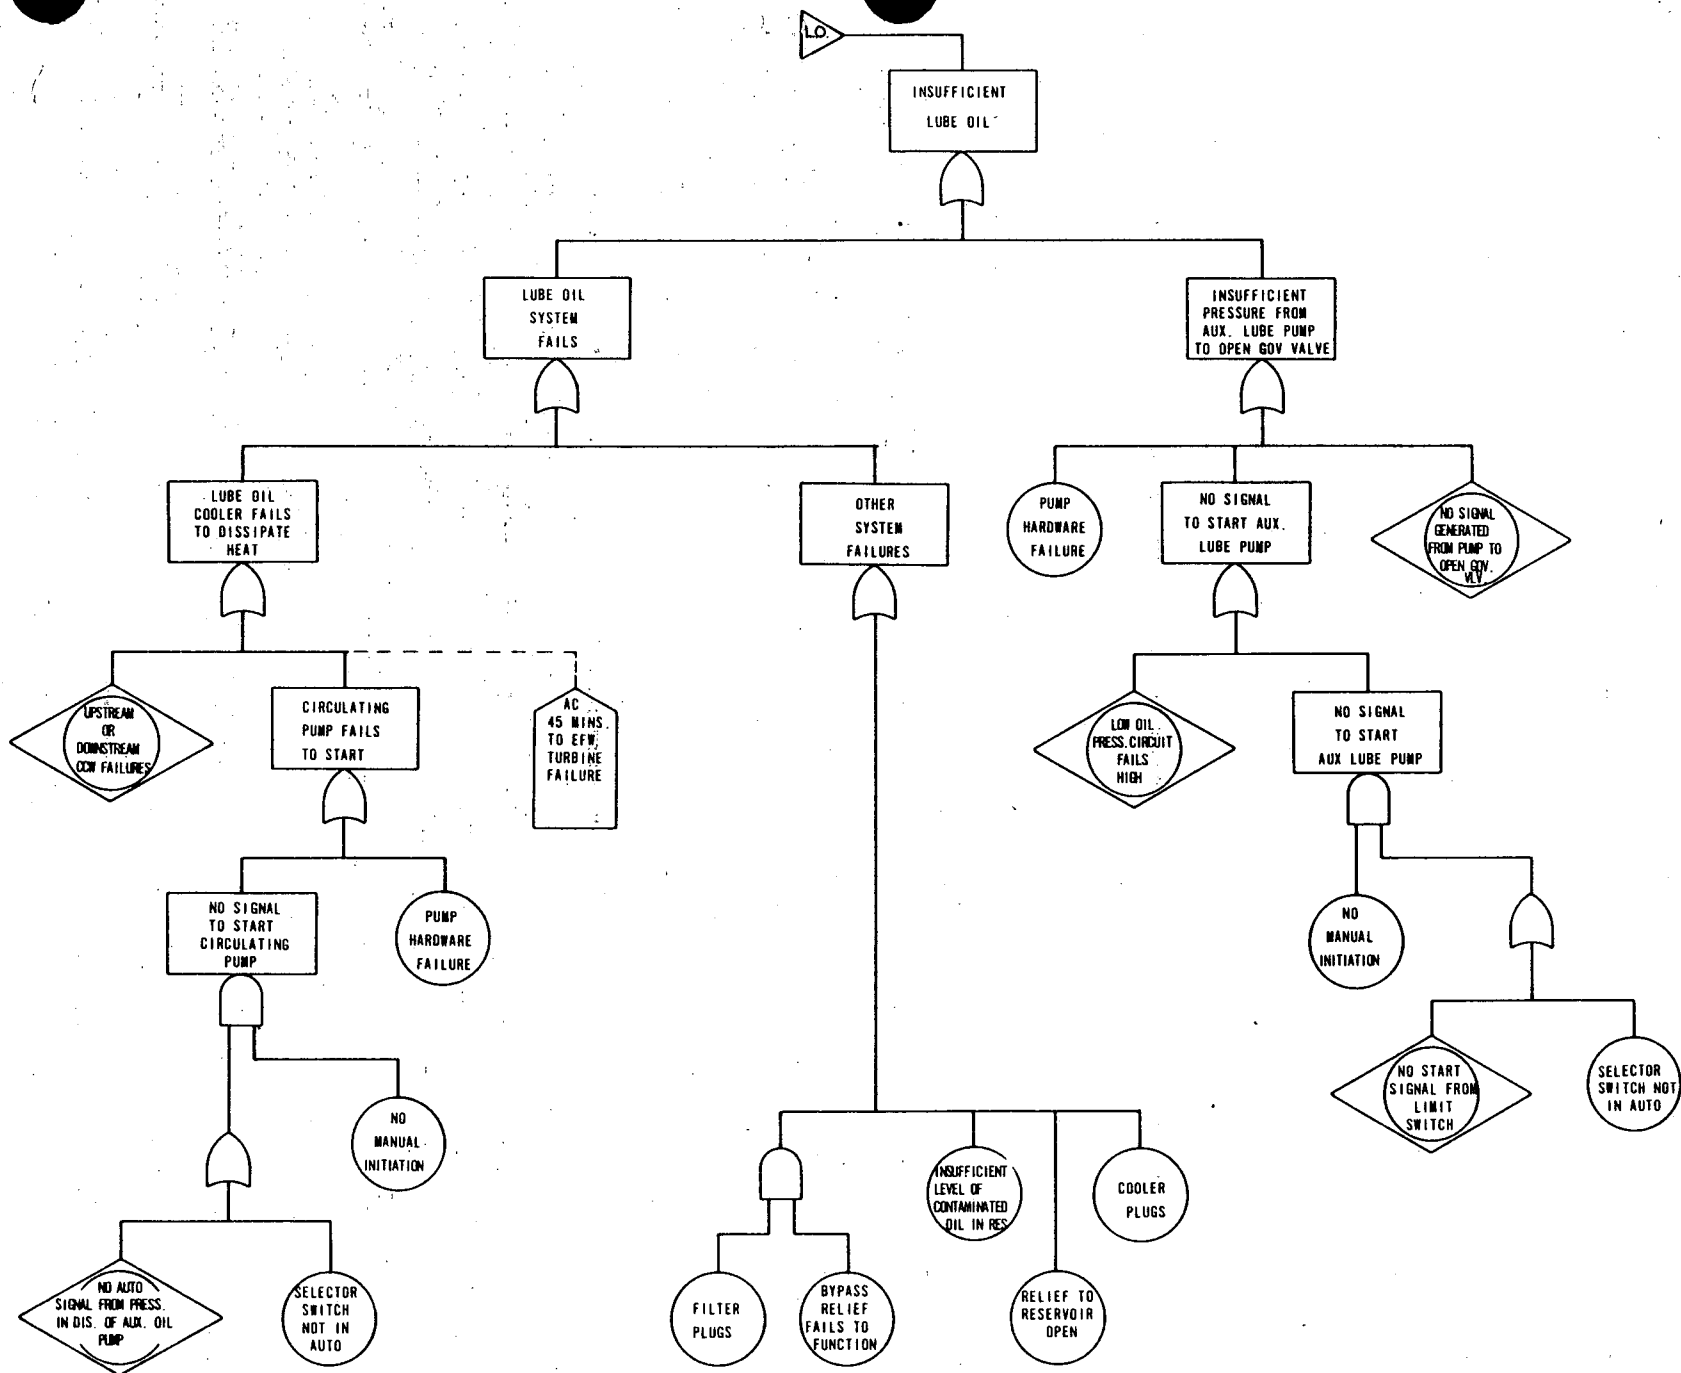 L.O.
INSUFFICIENT
LUBE OIL
LUBE OIL
SYSTEM
FAILS
INSUFFICIENT
PRESSURE FROM
AUX. LUBE PUMP
TO OPEN GOV VALVE
LUBE OIL
COOLER FAILS
TO DISSIPATE
HEAT
OTHER
SYSTEM
FAILURES
PUMP
HARDWARE
FAILURE
NO SIGNAL
TO START AUX.
LUBE PUMP
NO SIGNAL
GENERATED
FROM PUMP TO
OPEN GOV.
VLV.
UPSTREAM
OR
DOWNSTREAM
CCW FAILURES
CIRCULATING
PUMP FAILS
TO START
AC
45 MINS.
TO EFW
TURBINE
FAILURE
LOW OIL
PRESS. CIRCUIT
FAILS
HIGH
NO SIGNAL
TO START
AUX LUBE PUMP
NO SIGNAL
TO START
CIRCULATING
PUMP
PUMP
HARDWARE
FAILURE
NO
MANUAL
INITIATION
NO
MANUAL
INITIATION
NO START
SIGNAL FROM
LIMIT
SWITCH
SELECTOR
SWITCH NOT
IN AUTO
INSUFFICIENT
LEVEL OF
CONTAMINATED
OIL IN RES
COOLER
PLUGS
NO AUTO
SIGNAL FROM PRESS.
IN DIS. OF AUX. OIL
PUMP
SELECTOR
SWITCH
NOT IN
AUTO
FILTER
PLUGS
BYPASS
RELIEF
FAILS TO
FUNCTION
RELIEF TO
RESERVOIR
OPEN